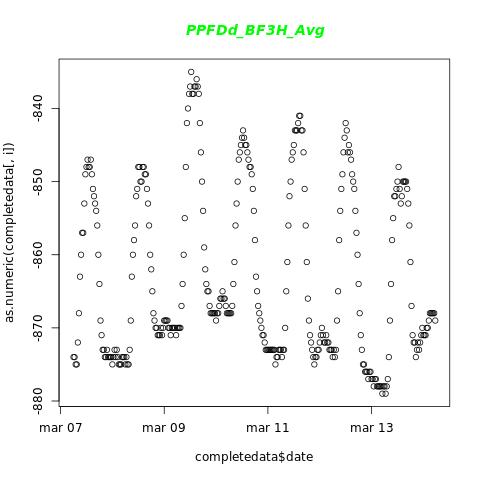 PPFDd_BF3H_Avg
as.numeric(completedata[, i])
-840
-850
-860
-870
-880
mar 07
mar 09
mar 11
mar 13
completedata$date